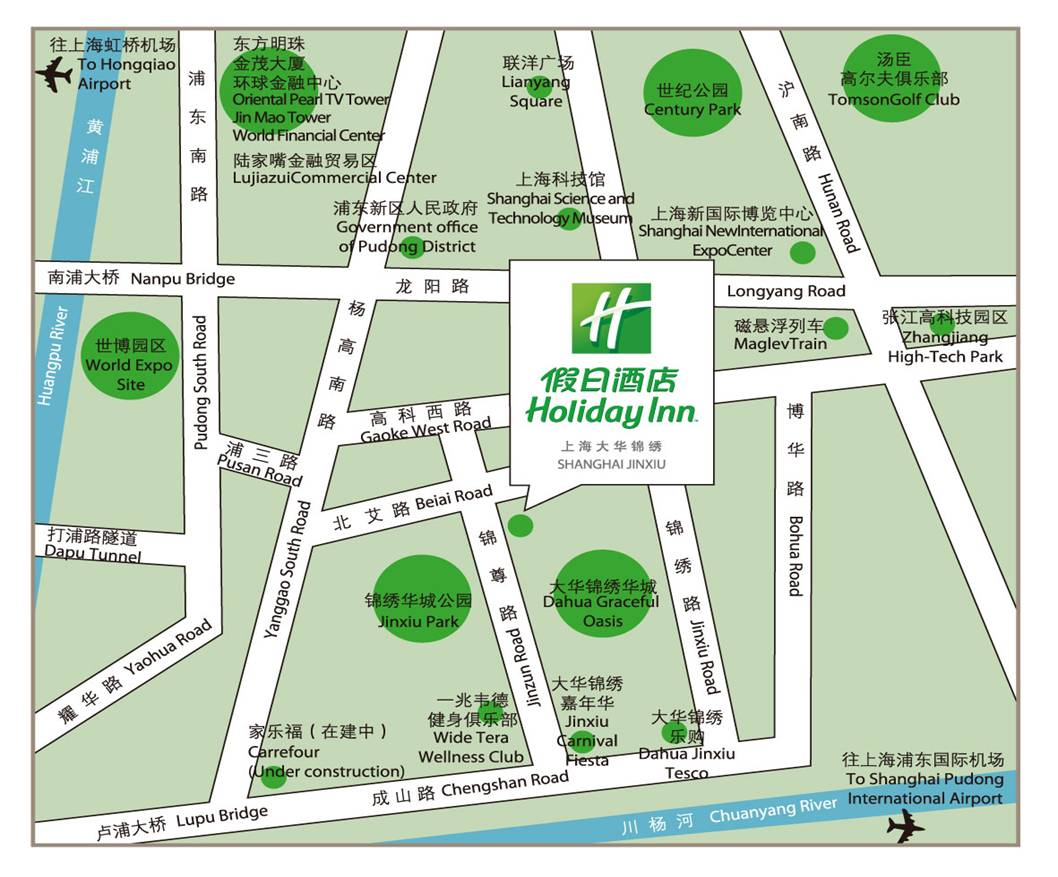 往上海虹桥机场
To Hongqiao
Airport
黄浦江
Huangpu River
浦东南路
Pudong South Road
东方明珠
金茂大厦
环球金融中心
Oriental Pearl TV Tower
Jin Mao Tower
World Financial Center
陆家嘴金融贸易区
LujiazuiCommercial Center
联洋广场
Lianyang
Square
世纪公园
Century Park
汤臣
高尔夫俱乐部
TomsonGolf Club
沪南路 Hunan Road
上海科技馆
Shanghai Science and
Technology Museum
浦东新区人民政府
Government office
of Pudong District
上海新国际博览中心
Shanghai NewInternational
ExpoCenter
南浦大桥 Nanpu Bridge
龙阳路
Longyang Road
杨高南路
Yanggao South Road
世博园区
World Expo
Site
磁悬浮列车
MaglevTrain
张江高科技园区
Zhangjiang
High-Tech Park
H
假日酒店
Holiday Inn
上海大华锦绣
SHANGHAI JINXIU
高科西路
Gaoke West Road
浦三路
Pusan Road
北艾路 Beiai Road
博华路 Bohua Road
打浦路隧道
Dapu Tunnel
锦尊路 Jinzun Road
锦绣路 Jinxiu Road
锦绣华城公园
Jinxiu Park
大华锦绣华城
Dahua Graceful
Oasis
耀华路 Yaohua Road
家乐福（在建中）
Carrefour
(Under construction)
一兆韦德
健身俱乐部
Wide Tera
Wellness Club
大华锦绣
嘉年华
Jinxiu
Carnival
Fiesta
大华锦绣
乐购
Dahua Jinxiu
Tesco
往上海浦东国际机场
To Shanghai Pudong
International Airport
卢浦大桥 Lupu Bridge
成山路 Chengshan Road
川杨河 Chuanyang River